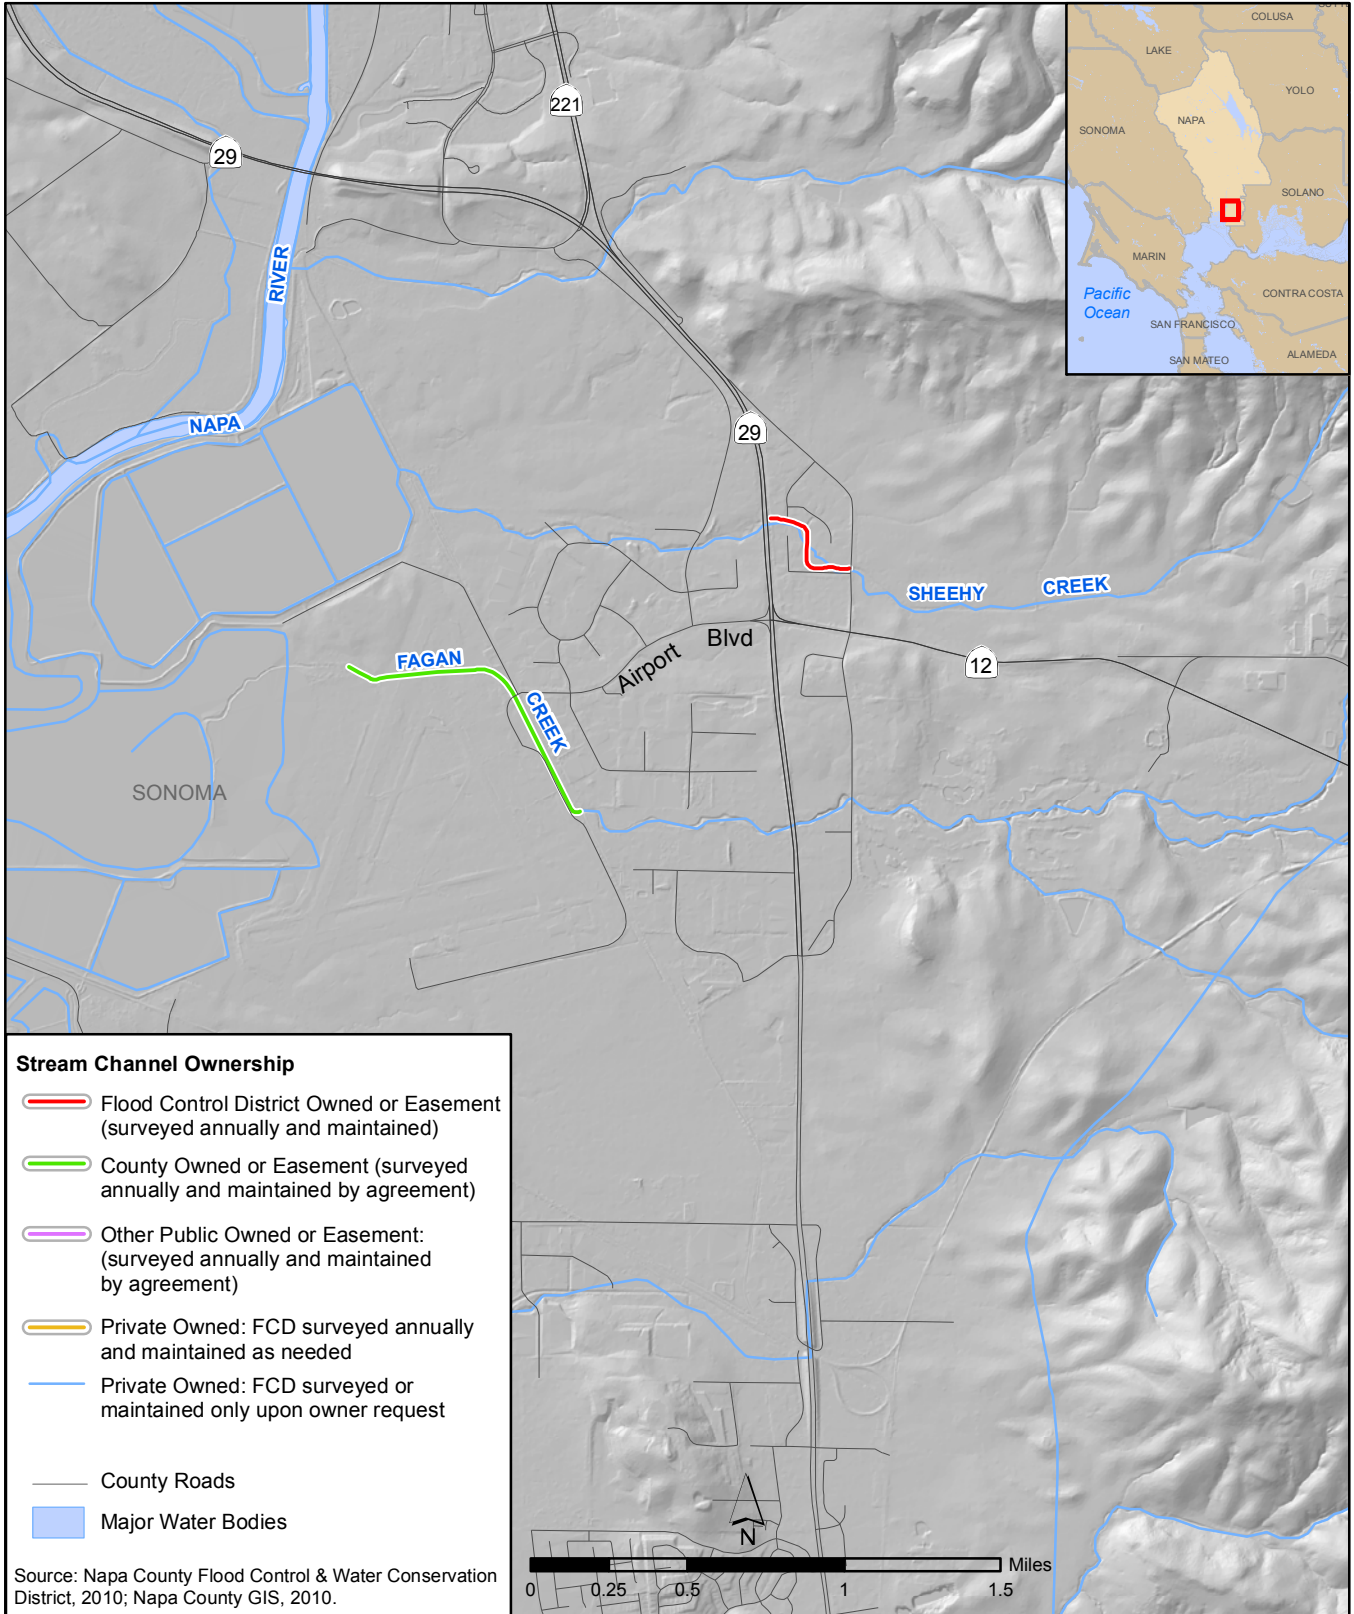 COLUSA
LAKE
YOLO
NAPA
SONOMA
SOLANO
MARIN
Pacific
Ocean
CONTRA COSTA
SAN FRANCISCO
ALAMEDA
SAN MATEO
221
29
RIVER
NAPA
29
SHEEHY CREEK
Airport Blvd
12
FAGAN
CREEK
SONOMA
Stream Channel Ownership
Flood Control District Owned or Easement
(surveyed annually and maintained)
County Owned or Easement (surveyed
annually and maintained by agreement)
Other Public Owned or Easement:
(surveyed annually and maintained
by agreement)
Private Owned: FCD surveyed annually
and maintained as needed
Private Owned: FCD surveyed or
maintained only upon owner request
County Roads
Major Water Bodies
Source: Napa County Flood Control & Water Conservation
District, 2010; Napa County GIS, 2010.
N
Miles
0 0.25 0.5 1 1.5